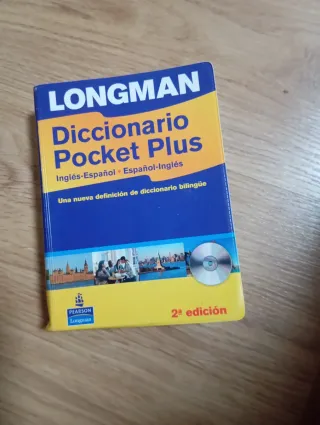 LONGMAN
Diccionario
Pocket Plus
Inglés-Español • Español-Inglés
Una nueva definición de diccionario bilingüe
PEARSON
Longman
2ª edición